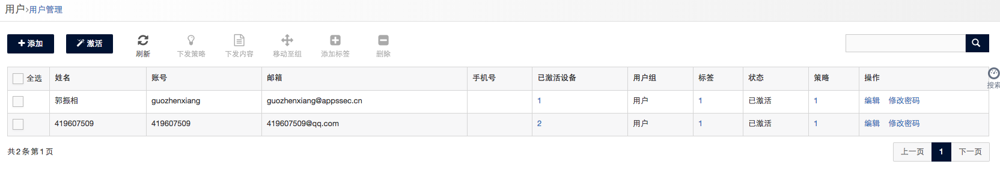 用户>用户管理
添加 激活 刷新 下发策略 下发内容 移动至组 添加标签 删除
全选 姓名 账号 邮箱 手机号 已激活设备 用户组 标签 状态 策略 操作
搜索
郭振相 guozhenxiang guozhenxiang@appssec.cn 1 用户 1 已激活 1 编辑 修改密码
419607509 419607509 419607509@qq.com 2 用户 1 已激活 1 编辑 修改密码
共2条第1页 上一页 1 下一页